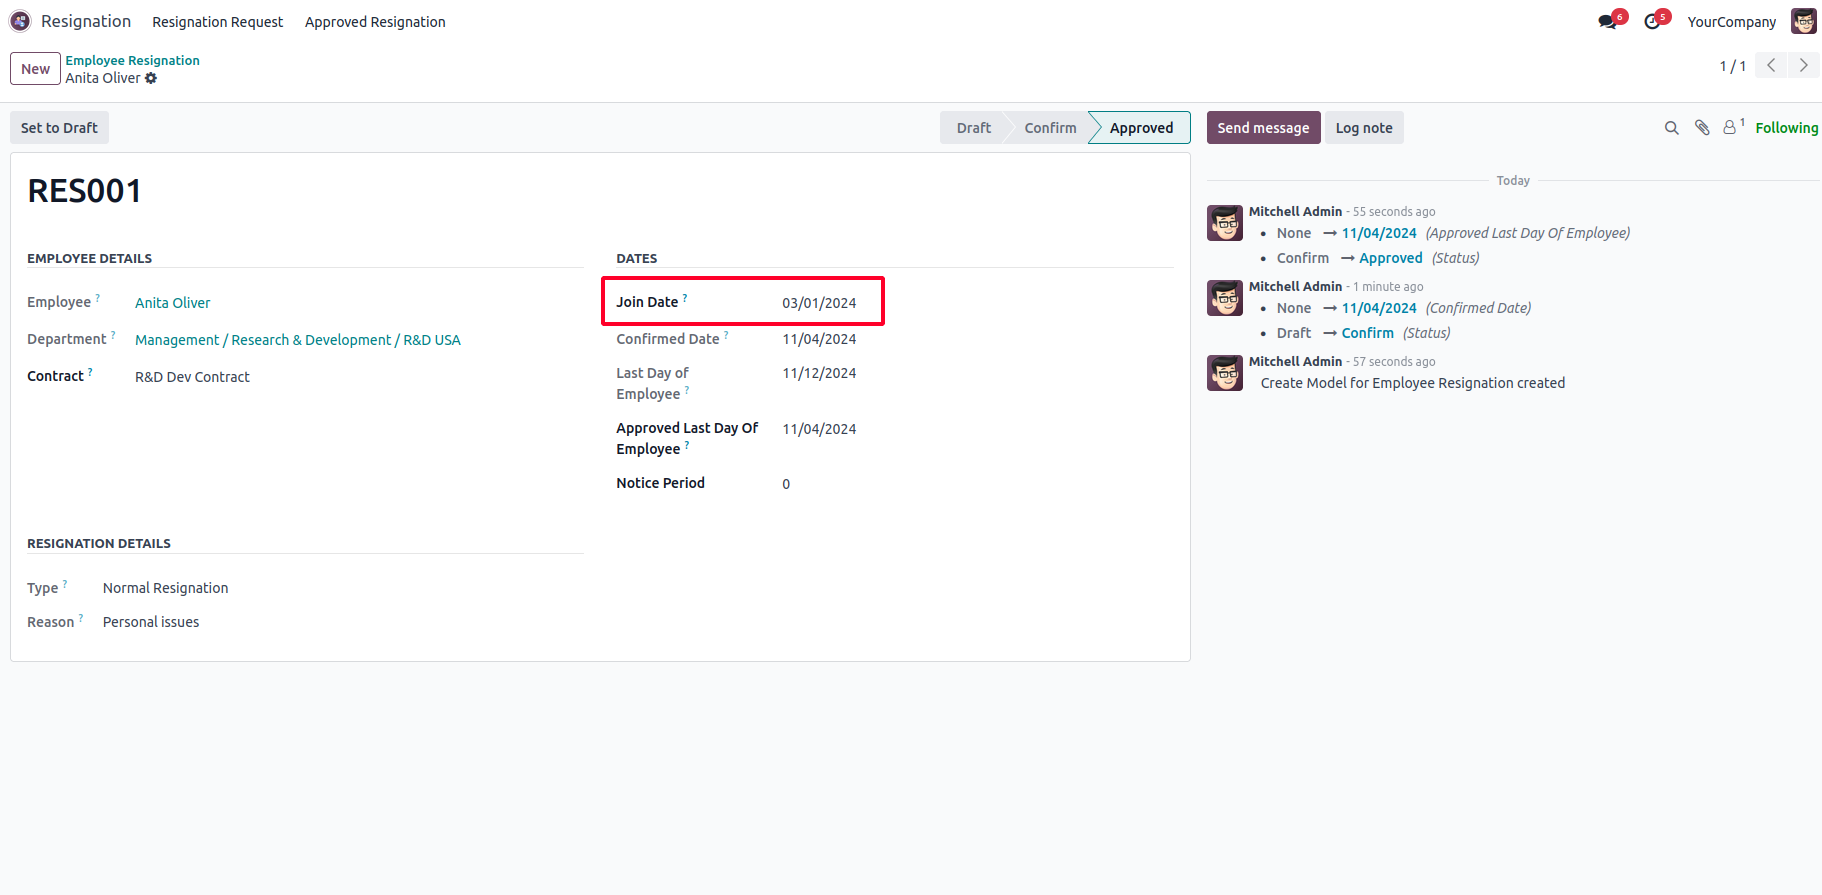 Resignation Resignation Request Approved Resignation 6 5 YourCompany
New Employee Resignation
Anita Oliver 1 / 1
Set to Draft Draft Confirm Approved Send message Log note 1 Following
RES001
Today
EMPLOYEE DETAILS
Employee ? Anita Oliver
Department ? Management / Research & Development / R&D USA
Contract ? R&D Dev Contract
DATES
Join Date ? 03/01/2024
Confirmed Date ? 11/04/2024
Last Day of
Employee ? 11/12/2024
Approved Last Day Of
Employee ? 11/04/2024
Notice Period 0
RESIGNATION DETAILS
Type ? Normal Resignation
Reason ? Personal issues
Mitchell Admin - 55 seconds ago
• None → 11/04/2024 (Approved Last Day Of Employee)
• Confirm → Approved (Status)
Mitchell Admin - 1 minute ago
• None → 11/04/2024 (Confirmed Date)
• Draft → Confirm (Status)
Mitchell Admin - 57 seconds ago
Create Model for Employee Resignation created